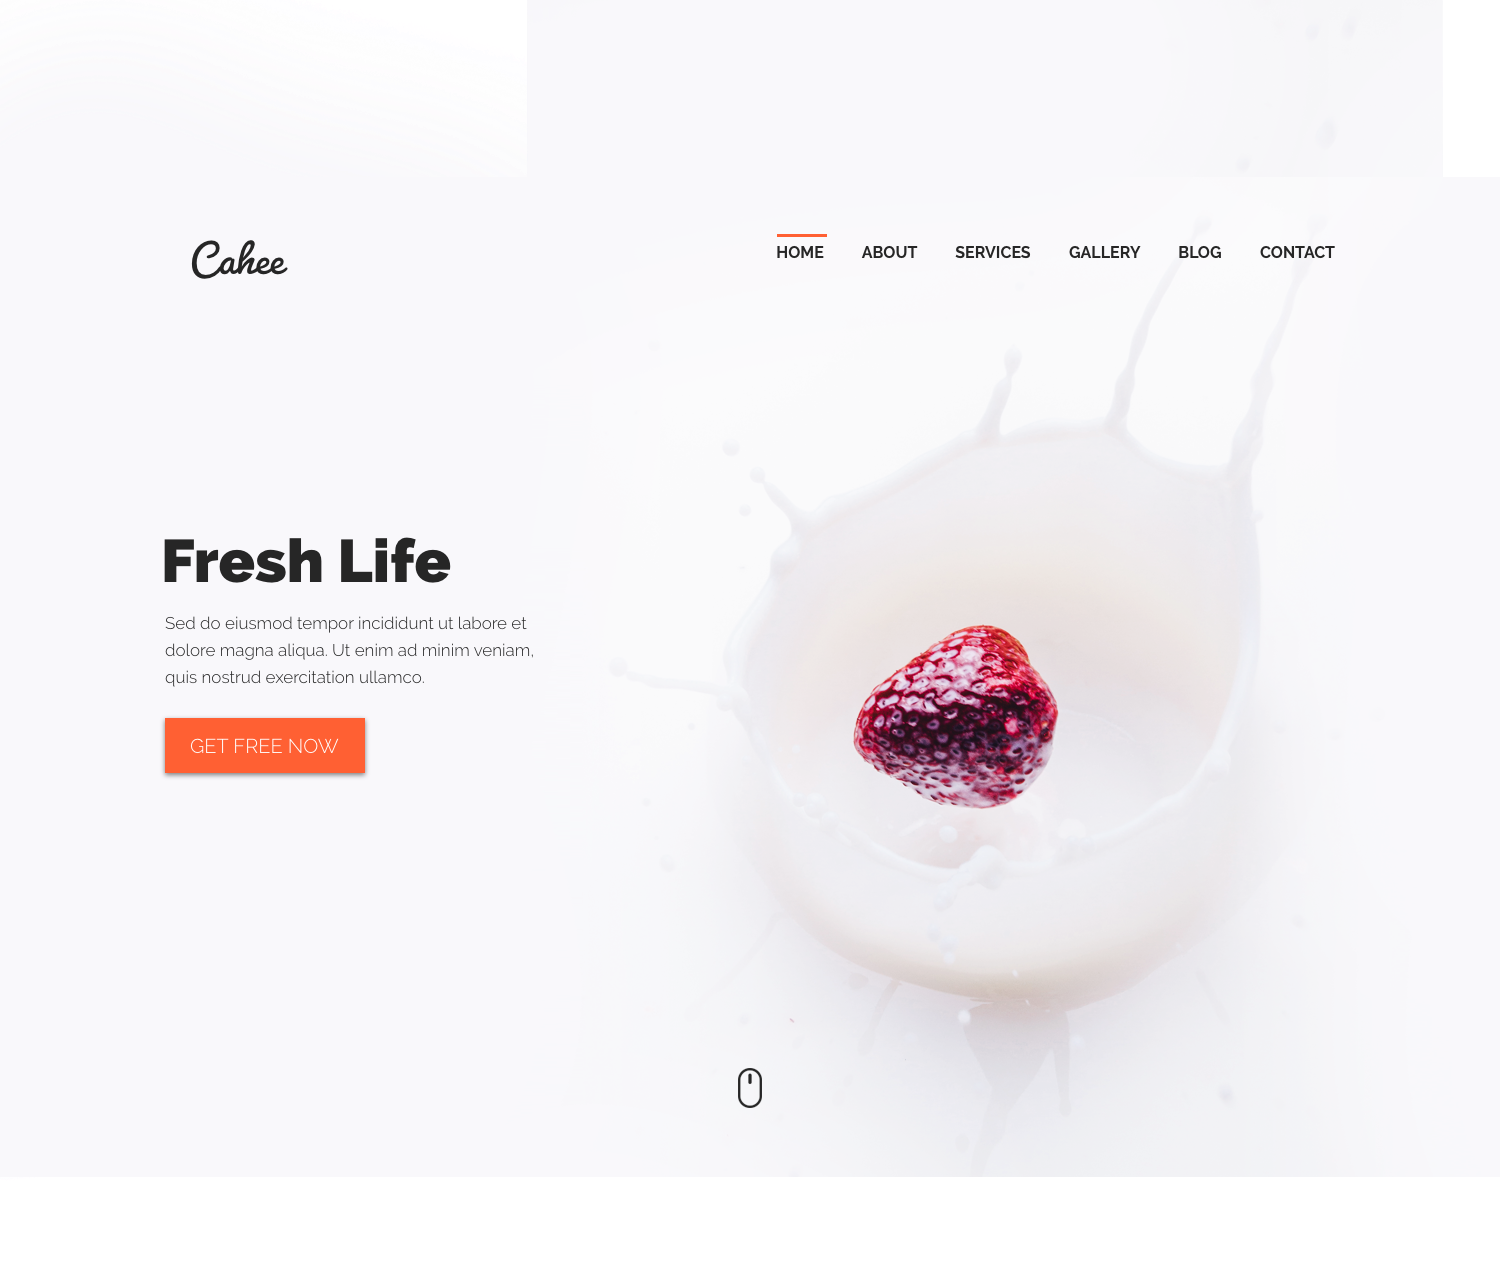 Cahee
HOME ABOUT SERVICES GALLERY BLOG CONTACT
Fresh Life
Sed do eiusmod tempor incididunt ut labore et
dolore magna aliqua. Ut enim ad minim veniam,
quis nostrud exercitation ullamco.
GET FREE NOW